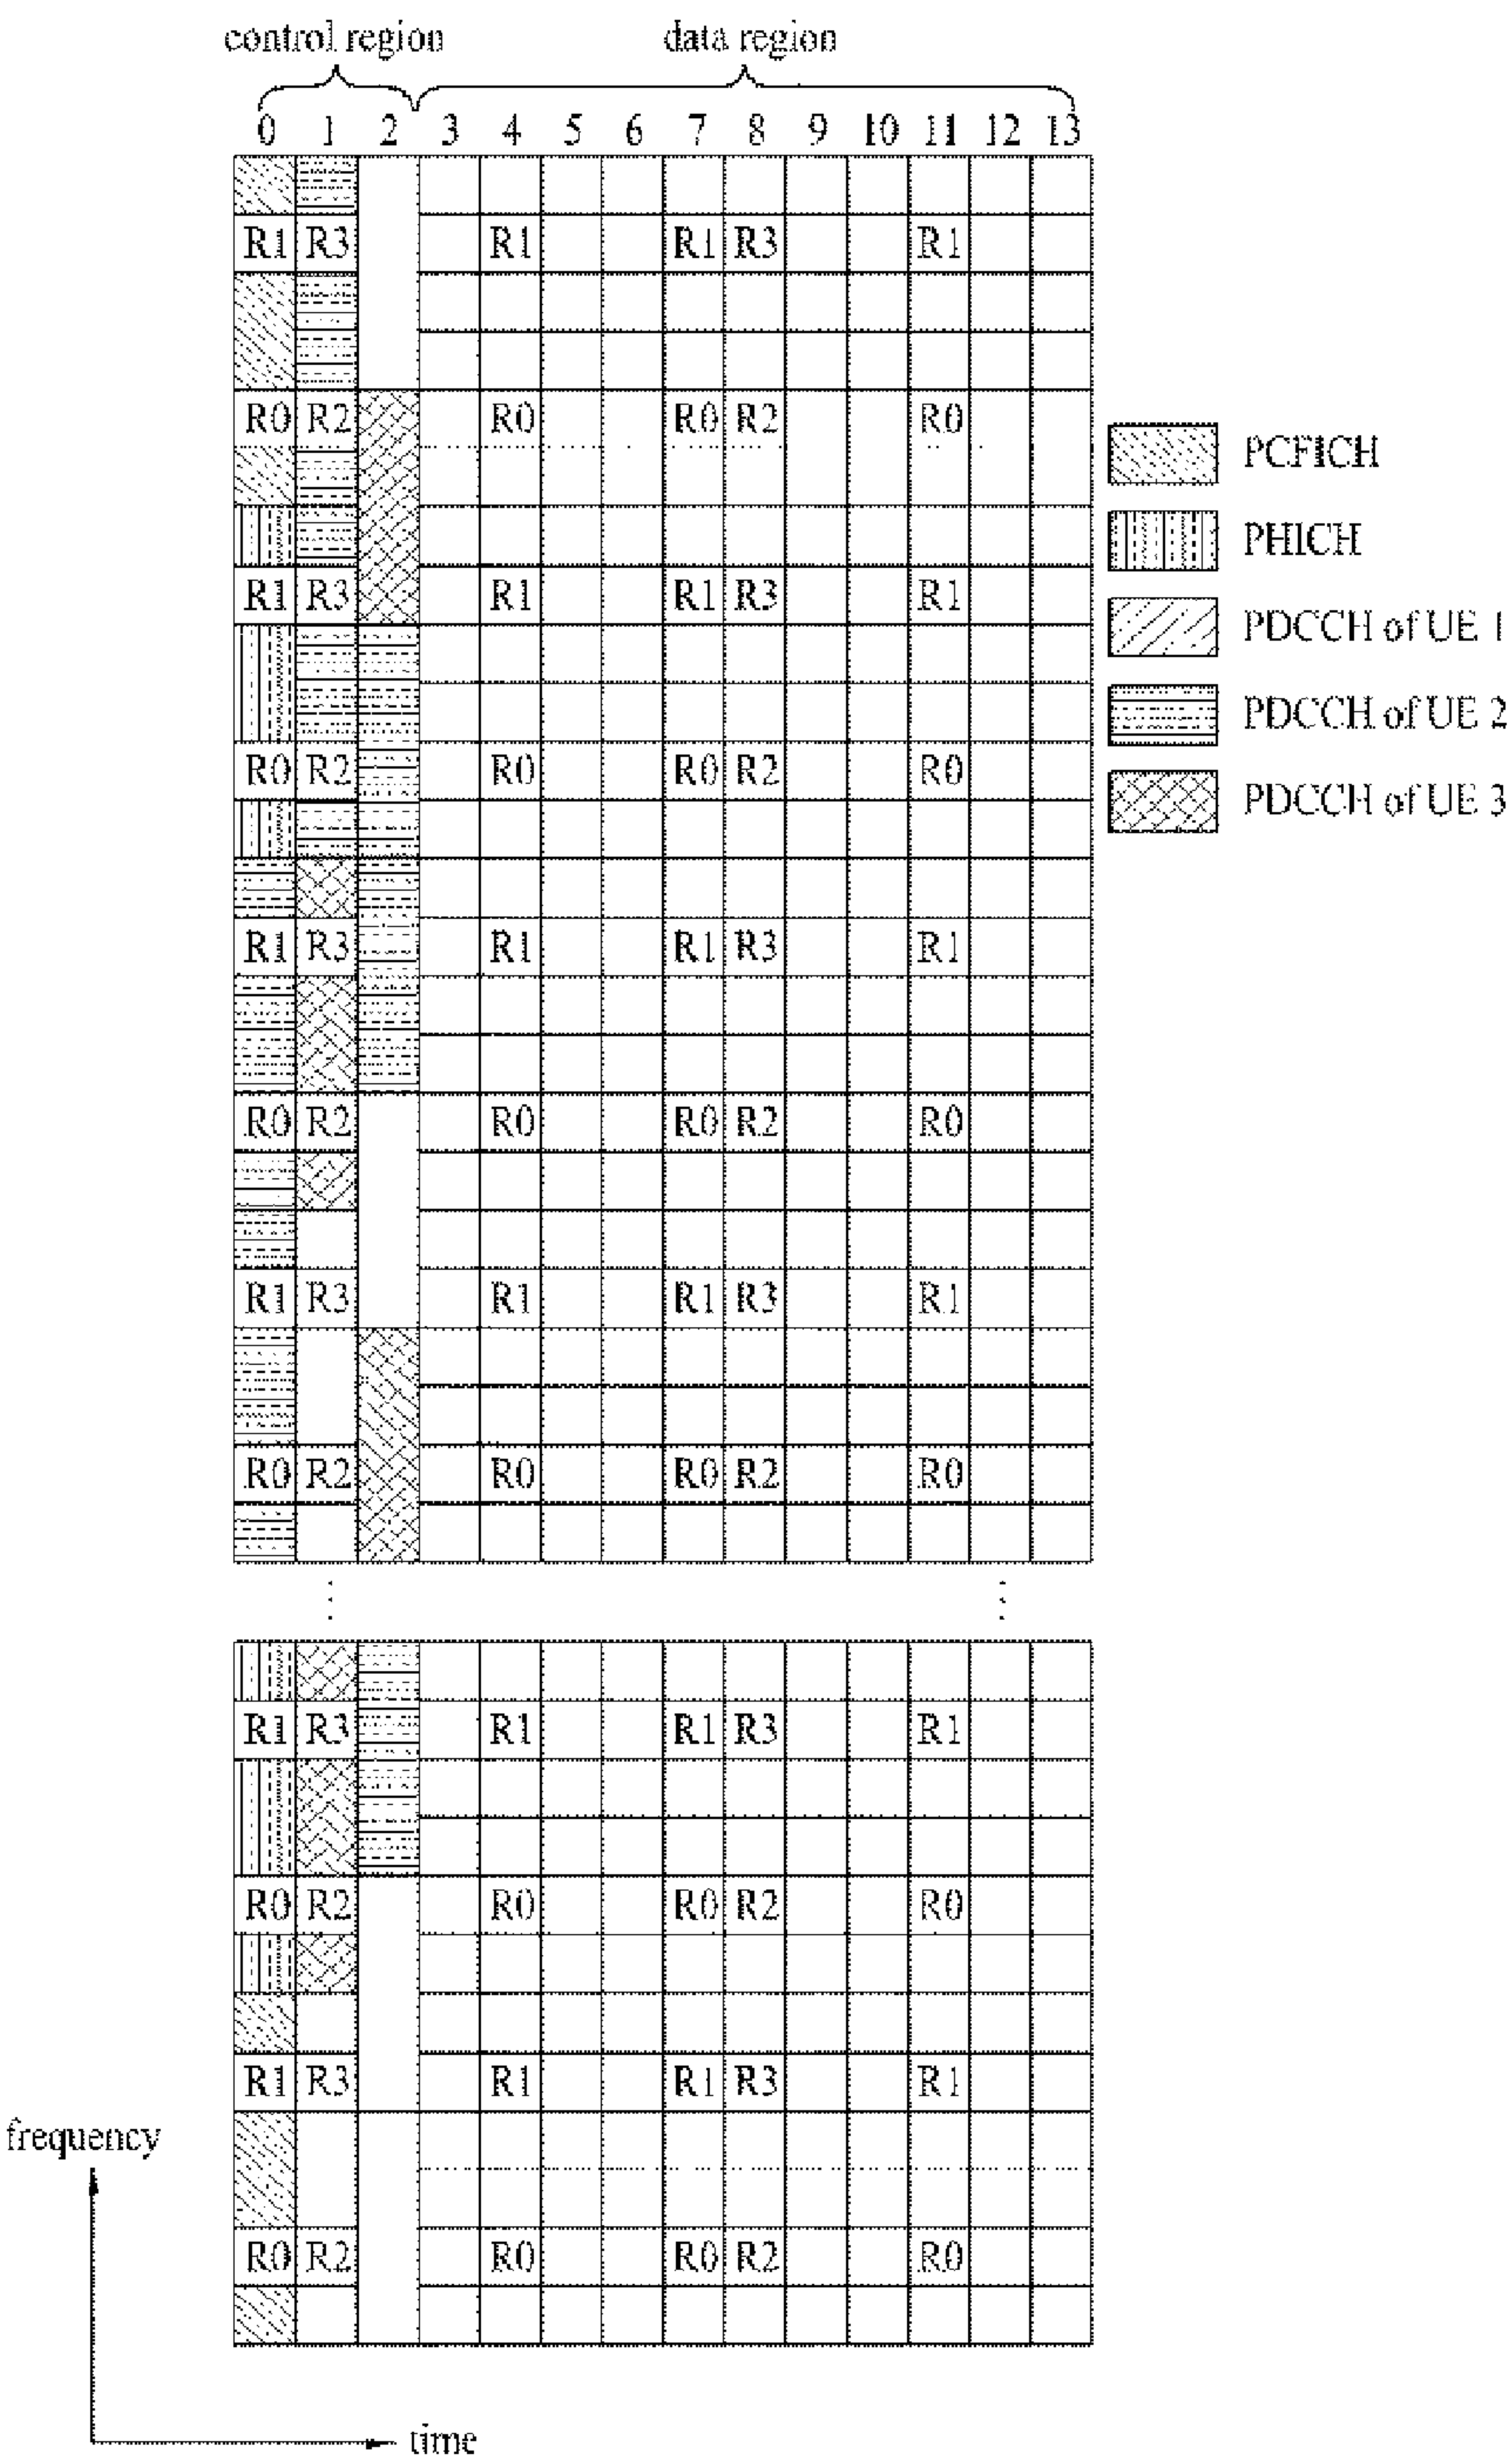 control region data region
0 1 2 3 4 5 6 7 8 9 10 11 12 13
R1 R3 R1 R1 R3 R1
R0 R2 R0 R0 R2 R0
PCFICH
PHICH
R1 R3 R1 R1 R3 R1
PDCCH of UE 1
PDCCH of UE 2
R0 R2 R0 R0 R2 R0
PDCCH of UE 3
R1 R3 R1 R1 R3 R1
R0 R2 R0 R0 R2 R0
R1 R3 R1 R1 R3 R1
R0 R2 R0 R0 R2 R0
R1 R3 R1 R1 R3 R1
R0 R2 R0 R0 R2 R0
R1 R3 R1 R1 R3 R1
frequency
R0 R2 R0 R0 R2 R0
time